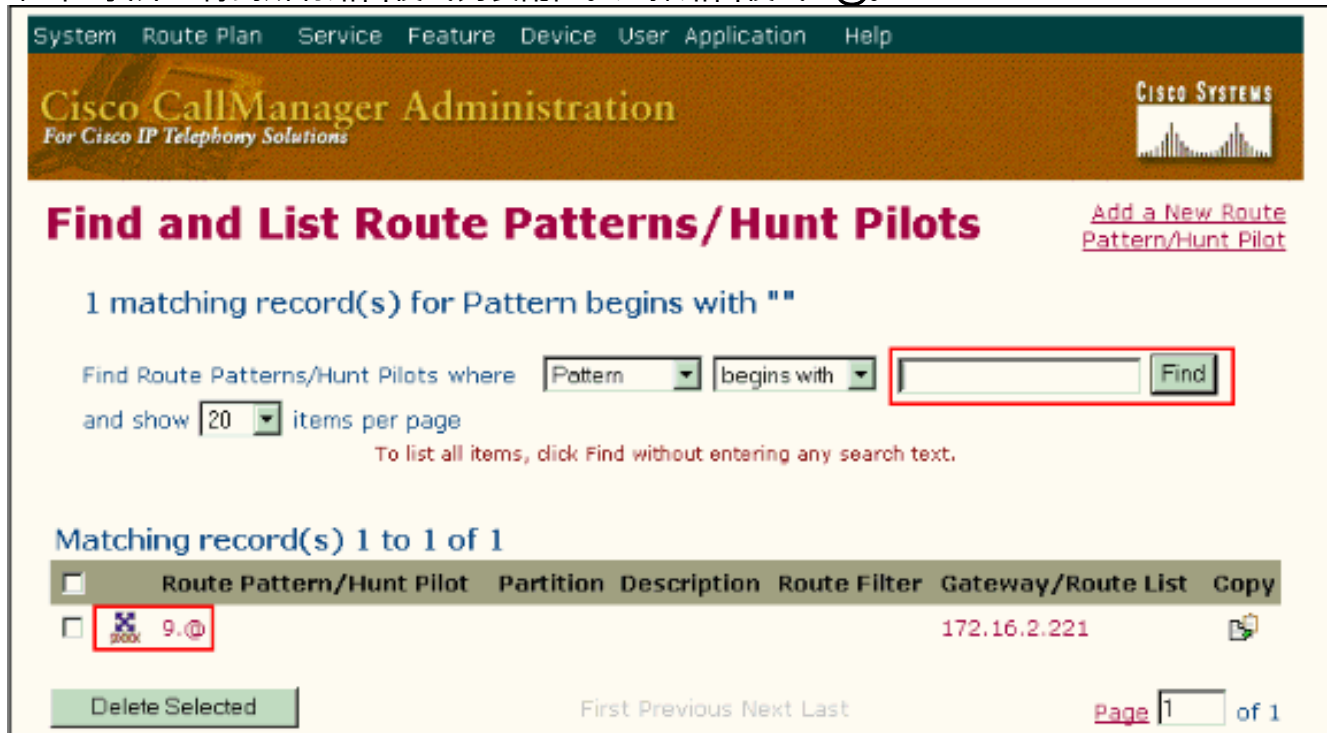 System Route Plan Service Feature Device User Application Help
Cisco CallManager Administration
For Cisco IP Telephony Solutions
CISCO SYSTEMS
Find and List Route Patterns/Hunt Pilots
Add a New Route
Pattern/Hunt Pilot
1 matching record(s) for Pattern begins with ""
Find Route Patterns/Hunt Pilots where Pattern begins with Find
and show 20 items per page
To list all items, click Find without entering any search text.
Matching record(s) 1 to 1 of 1
Route Pattern/Hunt Pilot Partition Description Route Filter Gateway/Route List Copy
9.@ 172.16.2.221
Delete Selected First Previous Next Last Page 1 of 1